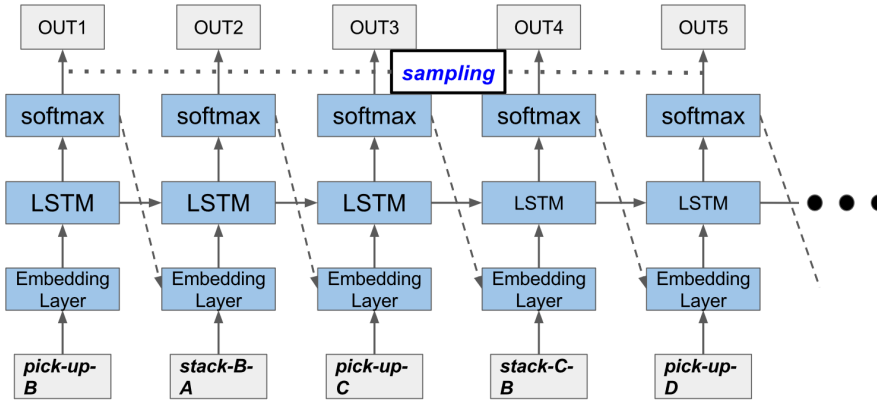 OUT1 OUT2 OUT3 OUT4 OUT5
sampling
softmax softmax softmax softmax softmax
LSTM LSTM LSTM LSTM LSTM
Embedding Embedding Embedding Embedding Embedding
Layer Layer Layer Layer Layer
pick-up- stack-B- pick-up- stack-C- pick-up-
B A C B D